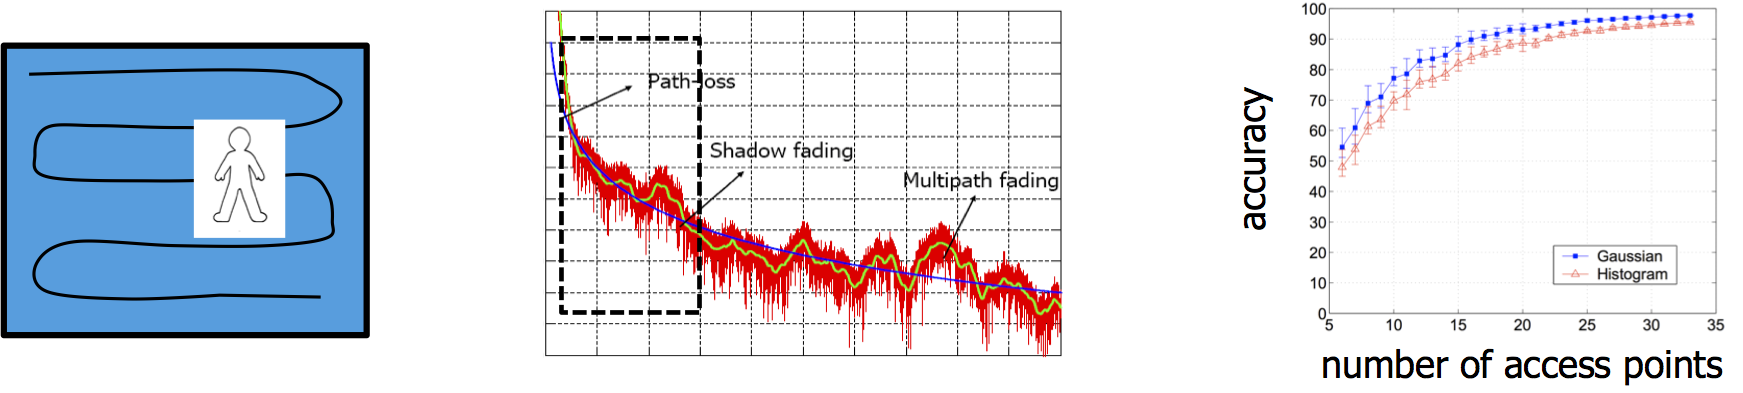 Path-loss
Shadow fading
Multipath fading
accuracy
100
90
80
70
60
50
40
30
20
10
0
Gaussian
Histogram
5 10 15 20 25 30 35
number of access points